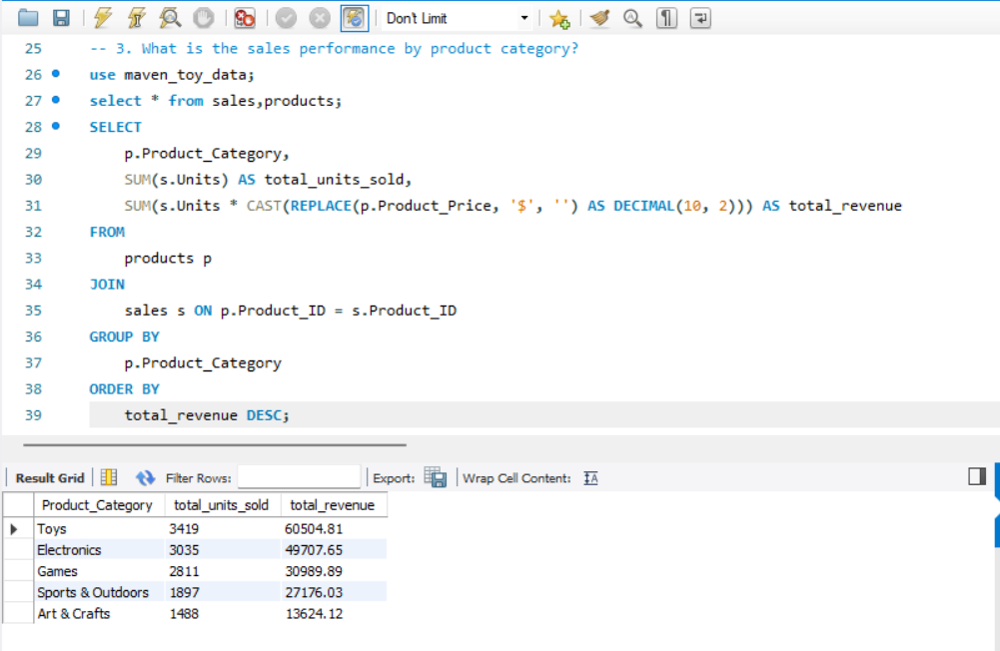 Don't Limit
25 -- 3. What is the sales performance by product category?
26 use maven_toy_data;
27 select * from sales,products;
28 SELECT
29 p.Product_Category,
30 SUM(s.Units) AS total_units_sold,
31 SUM(s.Units * CAST(REPLACE(p.Product_Price, '$', '') AS DECIMAL(10, 2))) AS total_revenue
32 FROM
33 products p
34 JOIN
35 sales s ON p.Product_ID = s.Product_ID
36 GROUP BY
37 p.Product_Category
38 ORDER BY
39 total_revenue DESC;
Result Grid Filter Rows: Export: Wrap Cell Content: IA
Product_Category total_units_sold total_revenue
Toys 3419 60504.81
Electronics 3035 49707.65
Games 2811 30989.89
Sports & Outdoors 1897 27176.03
Art & Crafts 1488 13624.12